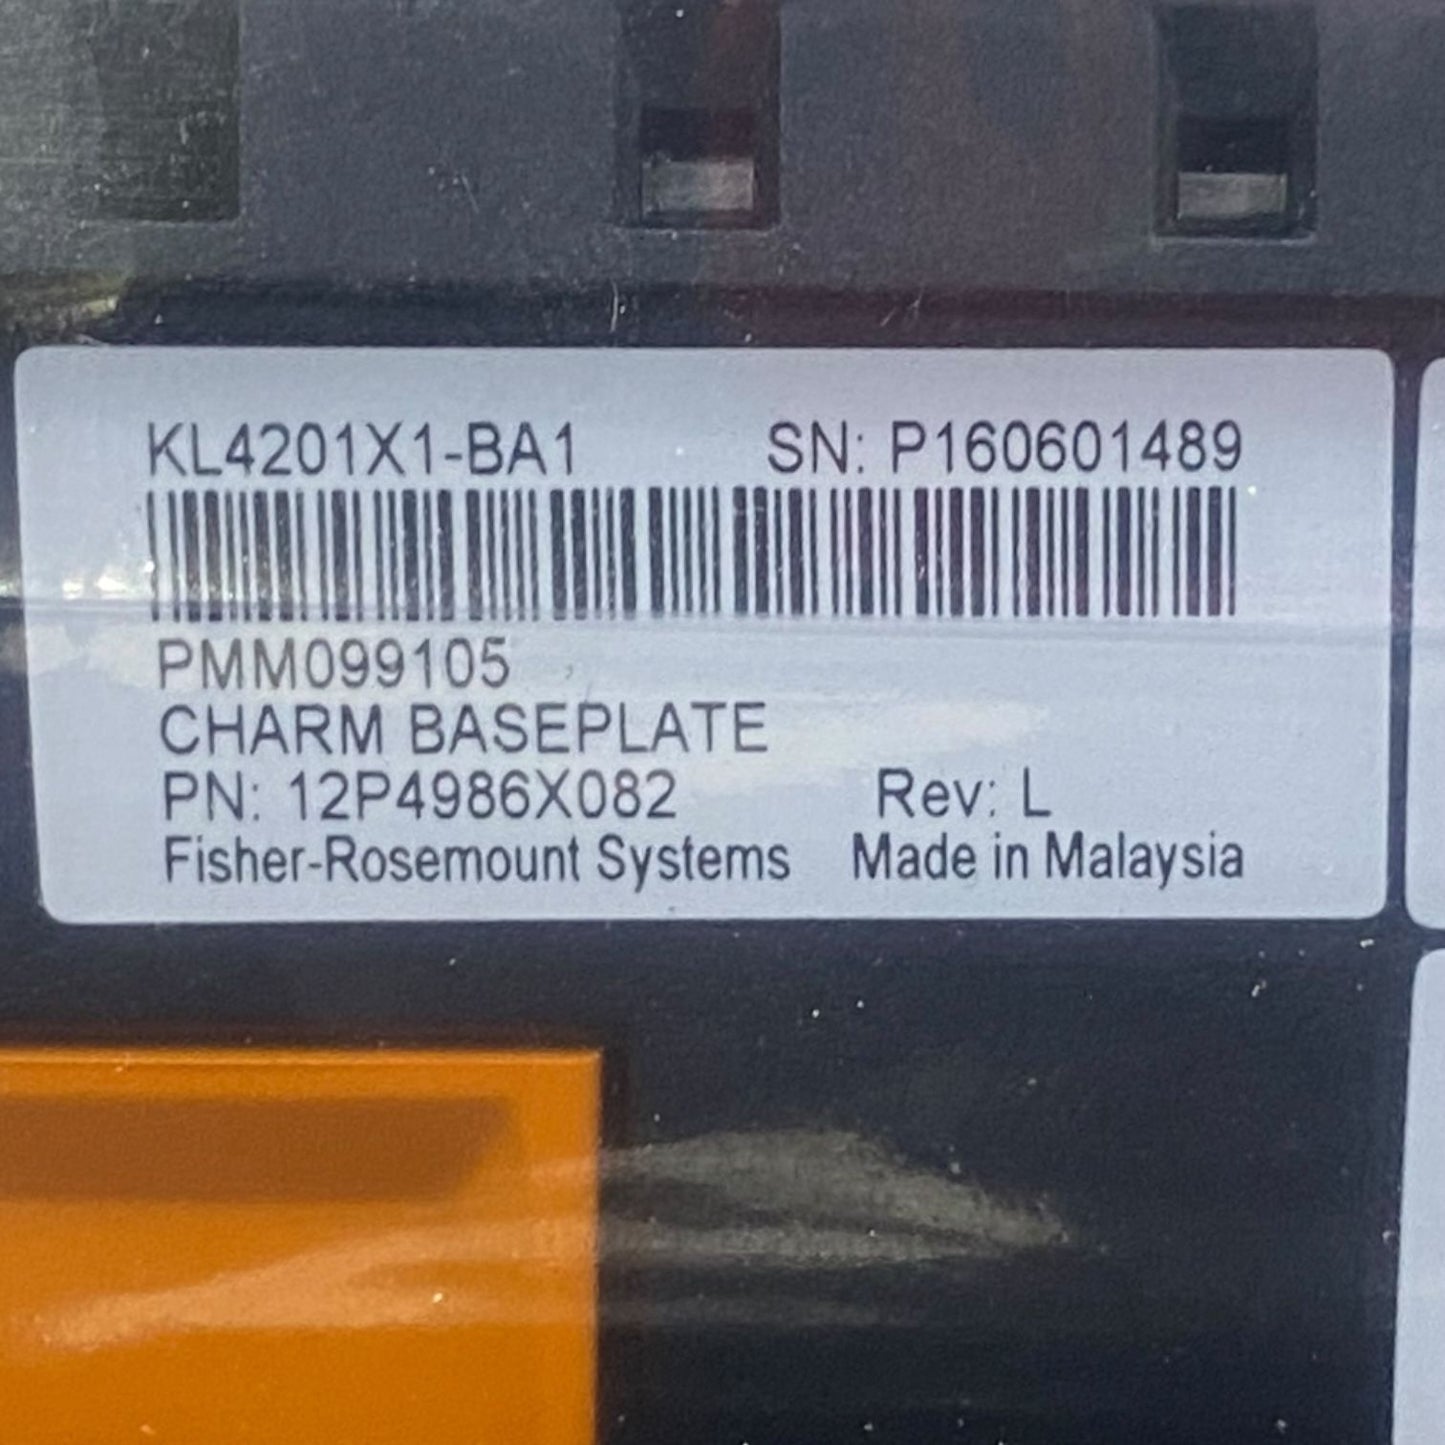 KL4201X1-BA1 SN: P160601489
PMM099105
CHARM BASEPLATE
PN: 12P4986X082 Rev: L
Fisher-Rosemount Systems Made in Malaysia